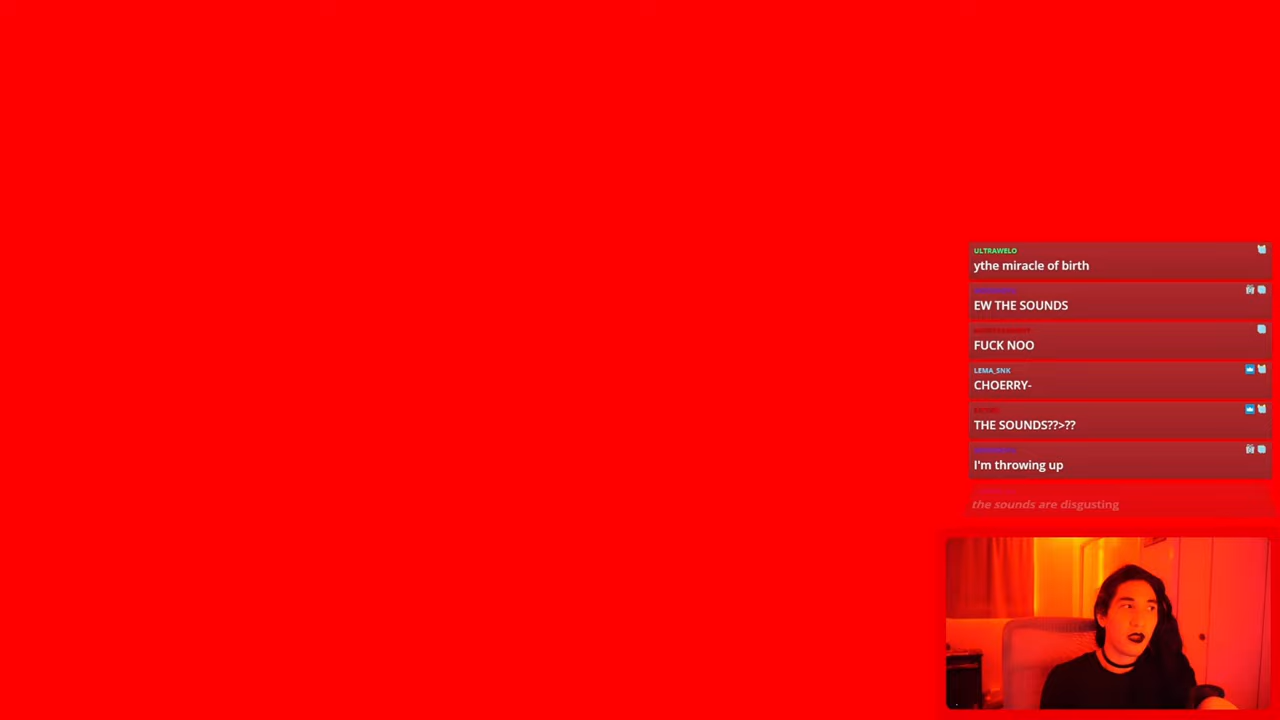 ULTRAWELO
ythe miracle of birth
EW THE SOUNDS
FUCK NOO
LEMA_SNK
CHOERRY-
THE SOUNDS??>??
I'm throwing up
the sounds are disgusting